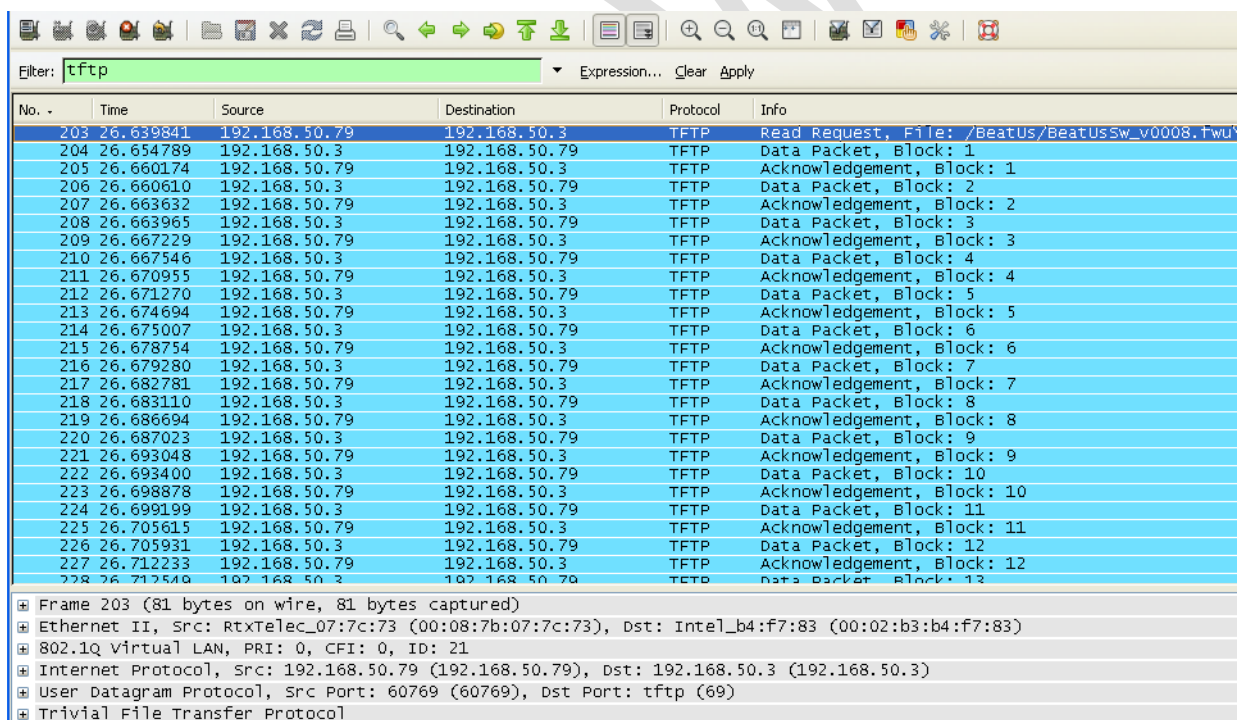 Filter: tftp Expression... Clear Apply
No. - Time Source Destination Protocol Info
203 26.639841 192.168.50.79 192.168.50.3 TFTP Read Request, File: /BeatUs/BeatUsSw_v0008.fwu
204 26.654789 192.168.50.3 192.168.50.79 TFTP Data Packet, Block: 1
205 26.660174 192.168.50.79 192.168.50.3 TFTP Acknowledgement, Block: 1
206 26.660610 192.168.50.3 192.168.50.79 TFTP Data Packet, Block: 2
207 26.663632 192.168.50.79 192.168.50.3 TFTP Acknowledgement, Block: 2
208 26.663965 192.168.50.3 192.168.50.79 TFTP Data Packet, Block: 3
209 26.667229 192.168.50.79 192.168.50.3 TFTP Acknowledgement, Block: 3
210 26.667546 192.168.50.3 192.168.50.79 TFTP Data Packet, Block: 4
211 26.670955 192.168.50.79 192.168.50.3 TFTP Acknowledgement, Block: 4
212 26.671270 192.168.50.3 192.168.50.79 TFTP Data Packet, Block: 5
213 26.674694 192.168.50.79 192.168.50.3 TFTP Acknowledgement, Block: 5
214 26.675007 192.168.50.3 192.168.50.79 TFTP Data Packet, Block: 6
215 26.678754 192.168.50.79 192.168.50.3 TFTP Acknowledgement, Block: 6
216 26.679280 192.168.50.3 192.168.50.79 TFTP Data Packet, Block: 7
217 26.682781 192.168.50.79 192.168.50.3 TFTP Acknowledgement, Block: 7
218 26.683110 192.168.50.3 192.168.50.79 TFTP Data Packet, Block: 8
219 26.686694 192.168.50.79 192.168.50.3 TFTP Acknowledgement, Block: 8
220 26.687023 192.168.50.3 192.168.50.79 TFTP Data Packet, Block: 9
221 26.693048 192.168.50.79 192.168.50.3 TFTP Acknowledgement, Block: 9
222 26.693400 192.168.50.3 192.168.50.79 TFTP Data Packet, Block: 10
223 26.698878 192.168.50.79 192.168.50.3 TFTP Acknowledgement, Block: 10
224 26.699199 192.168.50.3 192.168.50.79 TFTP Data Packet, Block: 11
225 26.705615 192.168.50.79 192.168.50.3 TFTP Acknowledgement, Block: 11
226 26.705931 192.168.50.3 192.168.50.79 TFTP Data Packet, Block: 12
227 26.712233 192.168.50.79 192.168.50.3 TFTP Acknowledgement, Block: 12
228 26.712549 192.168.50.3 192.168.50.79 TFTP Data Packet, Block: 13
Frame 203 (81 bytes on wire, 81 bytes captured)
Ethernet II, Src: RtxTelec_07:7c:73 (00:08:7b:07:7c:73), Dst: Intel_b4:f7:83 (00:02:b3:b4:f7:83)
802.1Q Virtual LAN, PRI: 0, CFI: 0, ID: 21
Internet Protocol, Src: 192.168.50.79 (192.168.50.79), Dst: 192.168.50.3 (192.168.50.3)
User Datagram Protocol, Src Port: 60769 (60769), Dst Port: tftp (69)
Trivial File Transfer Protocol